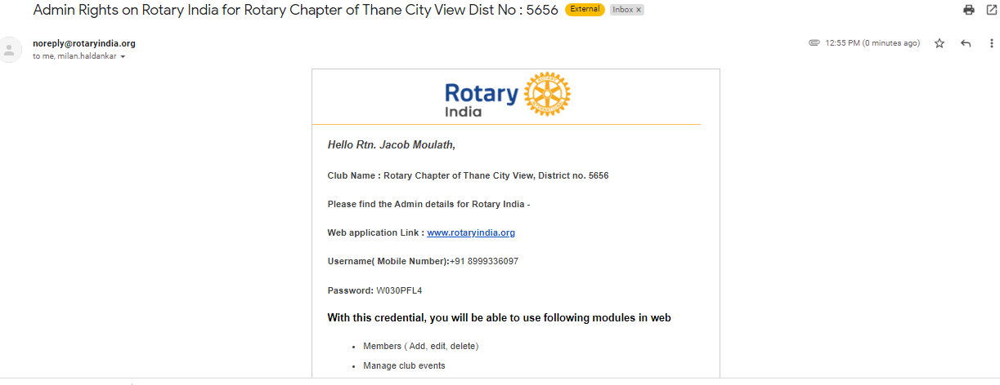 Admin Rights on Rotary India for Rotary Chapter of Thane City View Dist No : 5656 External Inbox x
noreply@rotaryindia.org 12:55 PM (0 minutes ago)
to me, milan.haldankar
Rotary
India
ROTARY
INTERNATIONAL
Hello Rtn. Jacob Moulath,
Club Name : Rotary Chapter of Thane City View, District no. 5656
Please find the Admin details for Rotary India -
Web application Link : www.rotaryindia.org
Username( Mobile Number):+91 8999336097
Password: W030PFL4
With this credential, you will be able to use following modules in web
• Members ( Add, edit, delete)
• Manage club events